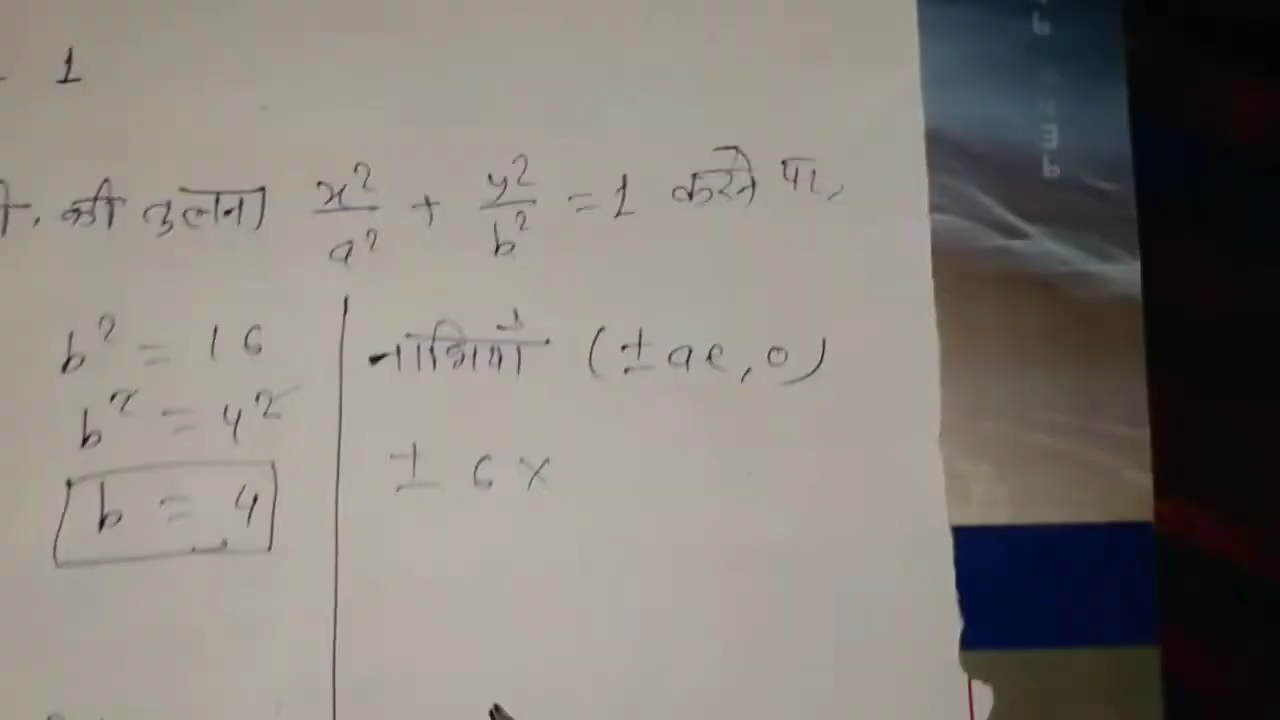 1
की तुलना x²/a² + y²/b² = 1 करने पर,
b² = 16
b² = 4²
b = 4
नाभियाँ (±ae, 0)
± 6 ×